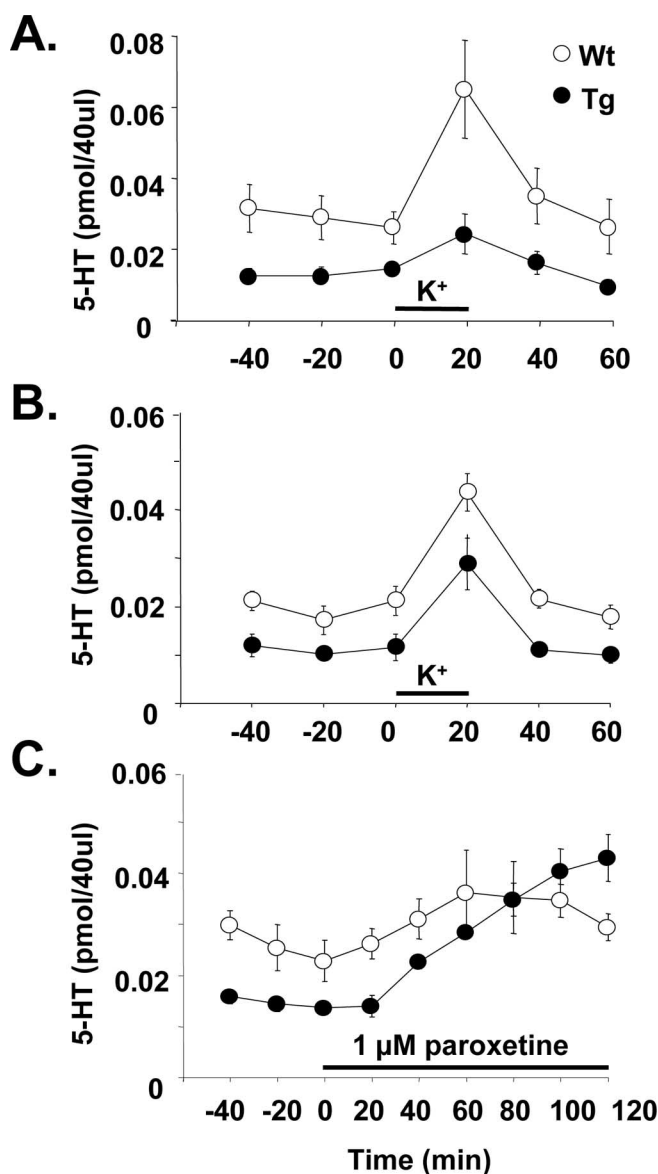 A.
5-HT (pmol/40ul)
0.08
0.06
0.04
0.02
0
Wt
Tg
K+
-40 -20 0 20 40 60
B.
5-HT (pmol/40ul)
0.06
0.04
0.02
0
K+
-40 -20 0 20 40 60
C.
5-HT (pmol/40ul)
0.06
0.04
0.02
0
1 µM paroxetine
-40 -20 0 20 40 60 80 100 120
Time (min)